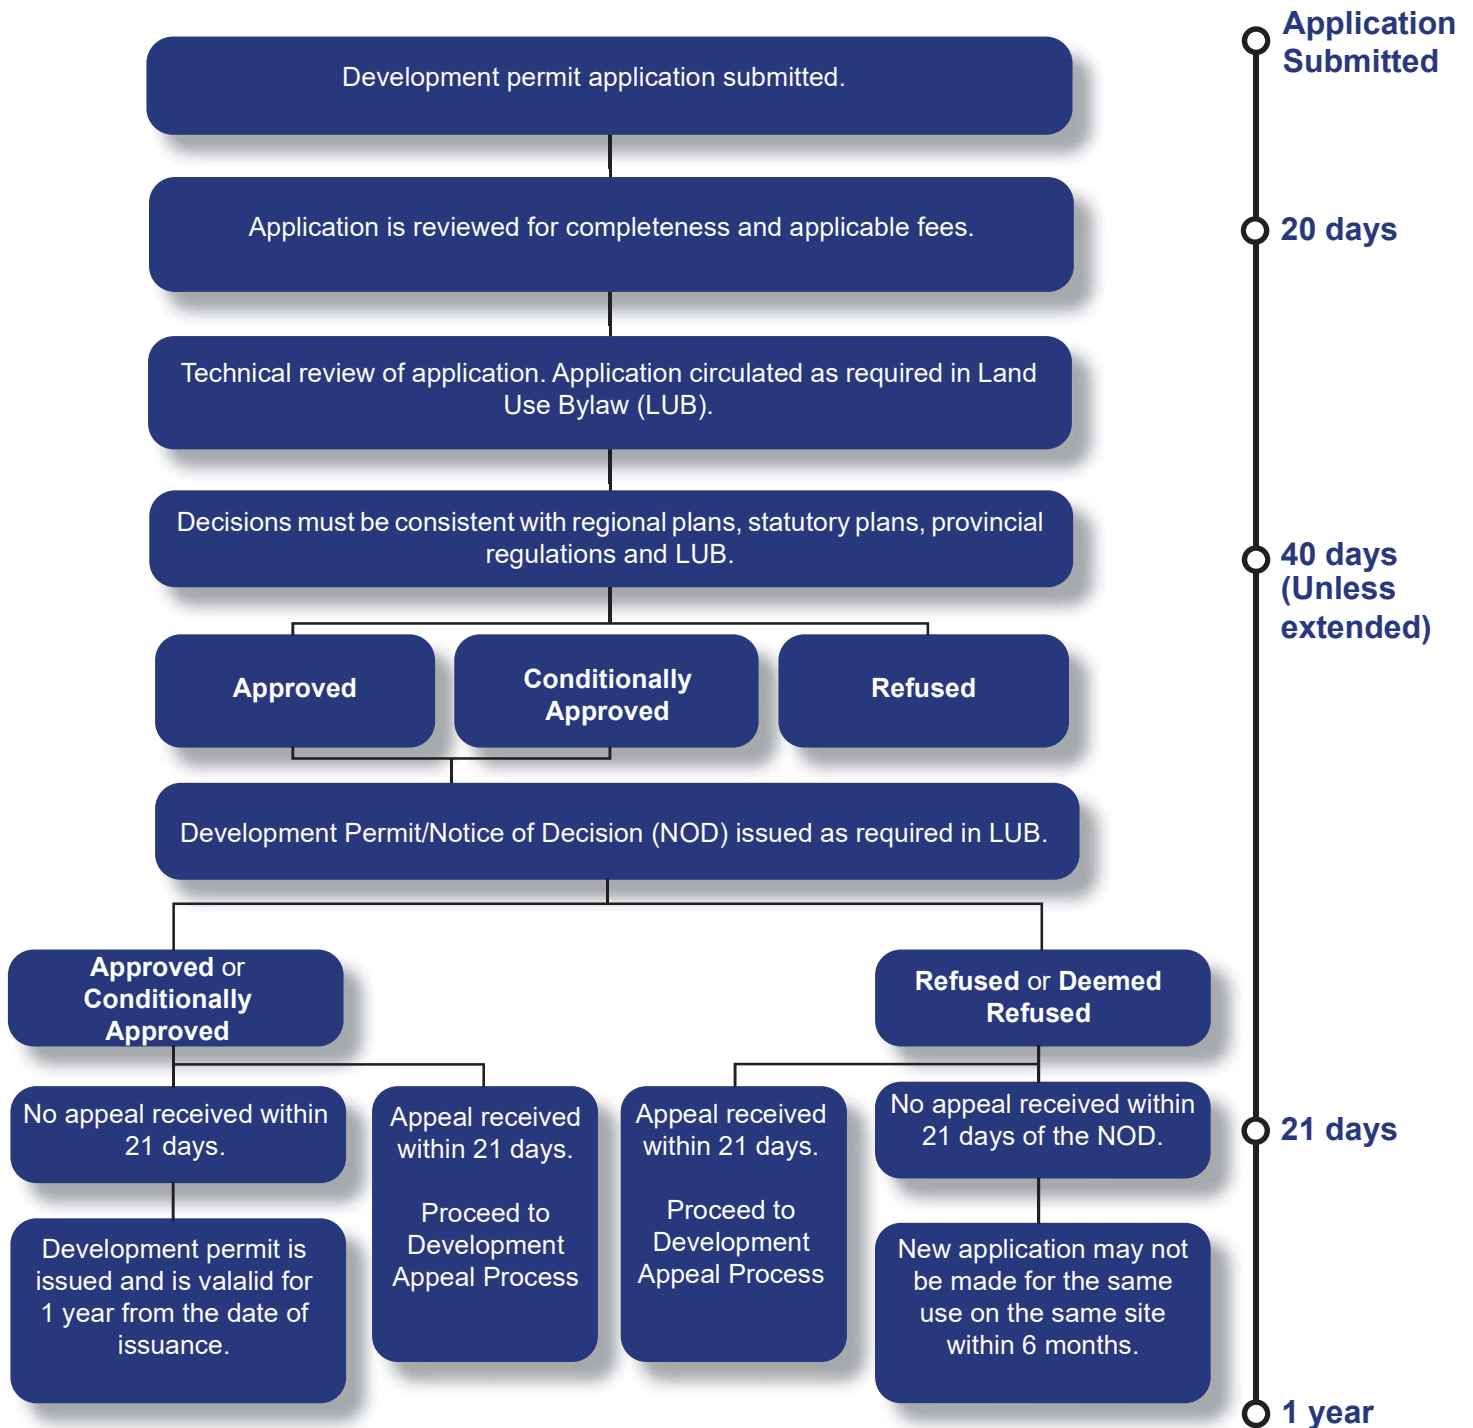 Application
Submitted
Development permit application submitted.
Application is reviewed for completeness and applicable fees.
20 days
Technical review of application. Application circulated as required in Land
Use Bylaw (LUB).
Decisions must be consistent with regional plans, statutory plans, provincial
regulations and LUB.
40 days
(Unless
extended)
Approved
Conditionally
Approved
Refused
Development Permit/Notice of Decision (NOD) issued as required in LUB.
Approved or
Conditionally
Approved
Refused or Deemed
Refused
No appeal received within
21 days.
Appeal received
within 21 days.
Proceed to
Development
Appeal Process
Appeal received
within 21 days.
Proceed to
Development
Appeal Process
No appeal received within
21 days of the NOD.
21 days
Development permit is
issued and is valalid for
1 year from the date of
issuance.
New application may not
be made for the same
use on the same site
within 6 months.
1 year